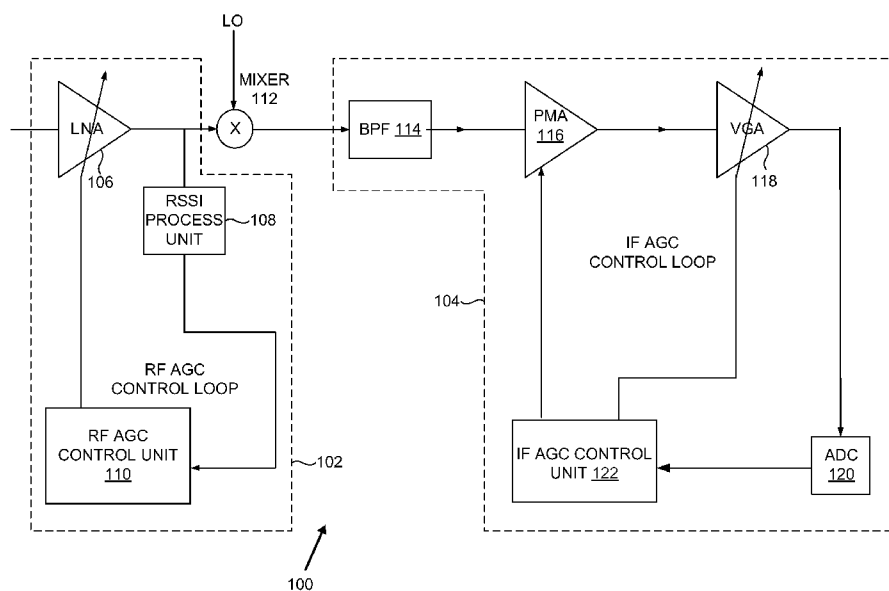 LO
MIXER
112
LNA
X
106
BPF 114
PMA
116
VGA
118
RSSI
PROCESS
UNIT
108
IF AGC
CONTROL LOOP
104
RF AGC
CONTROL LOOP
RF AGC
CONTROL UNIT
110
102
IF AGC CONTROL
UNIT 122
ADC
120
100